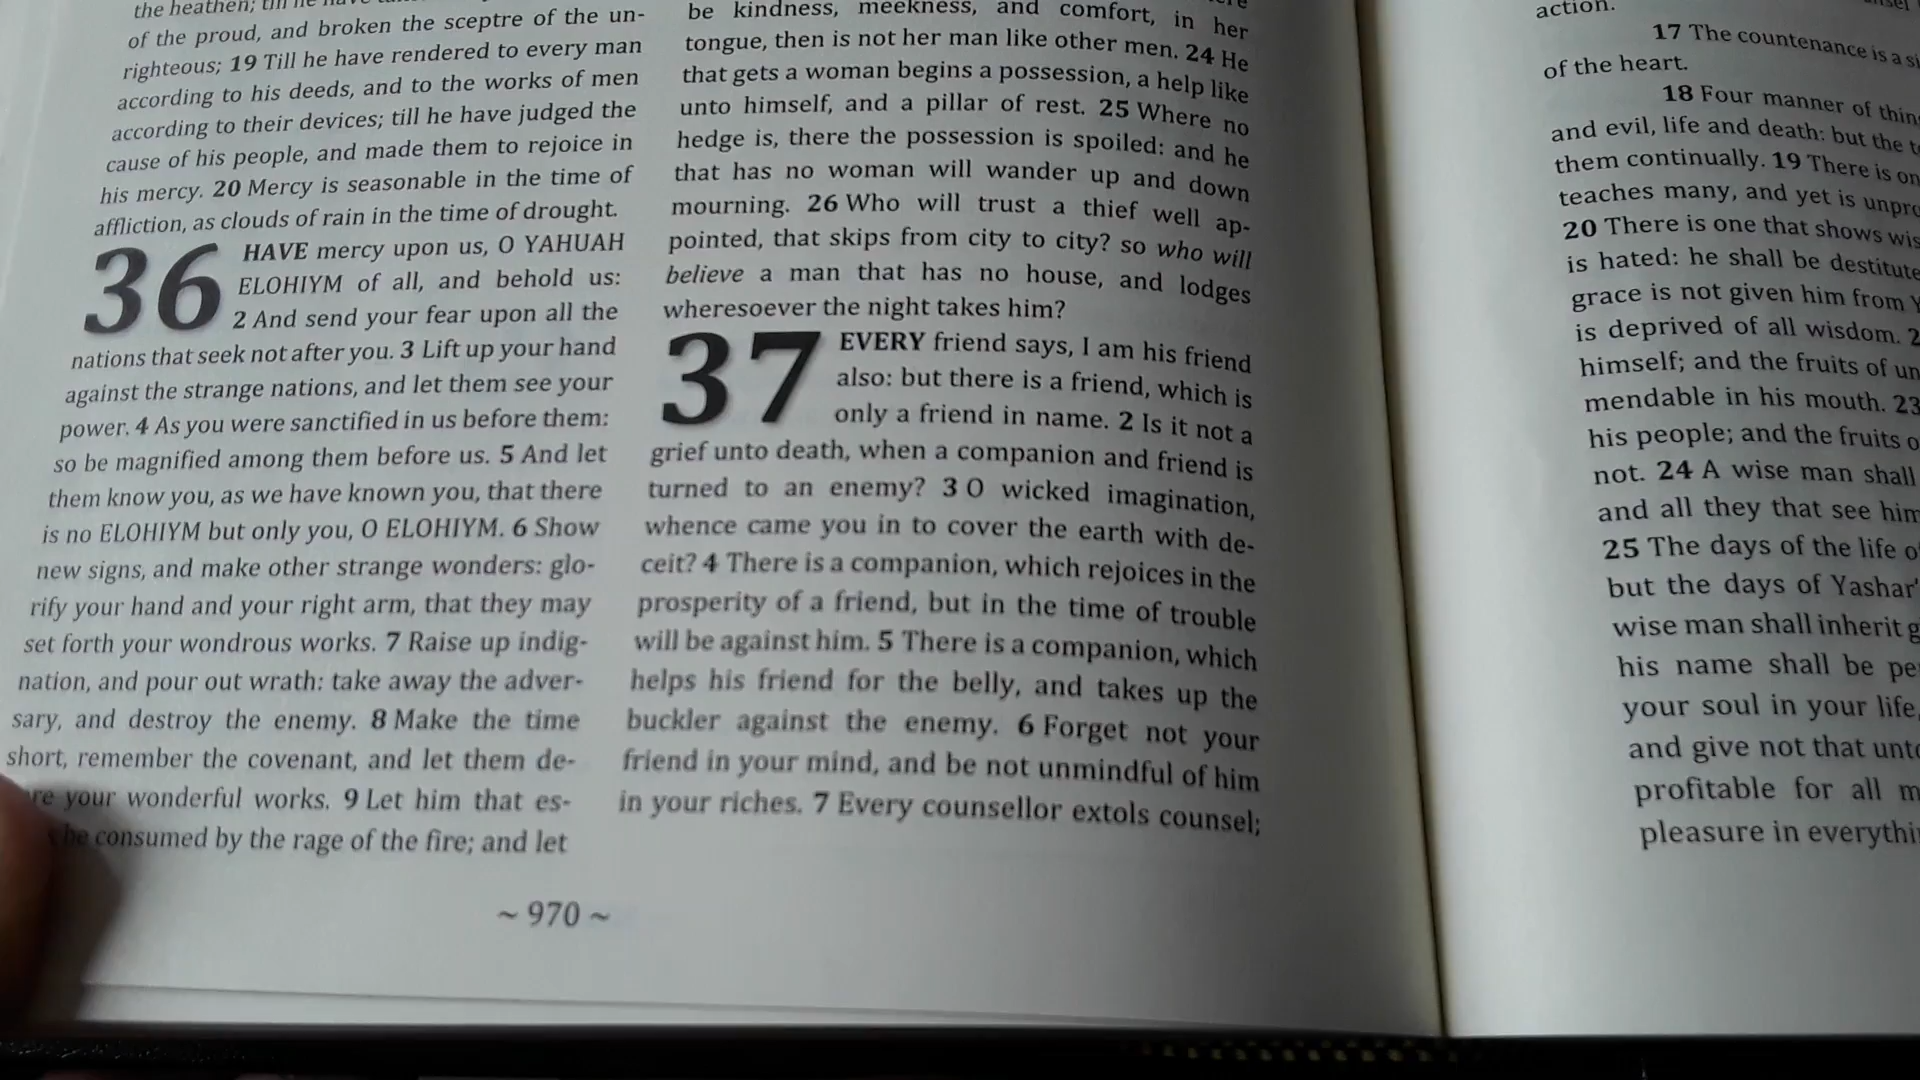 the heathen; till he have
of the proud, and broken the sceptre of the un-
righteous; 19 Till he have rendered to every man
according to his deeds, and to the works of men
according to their devices; till he have judged the
cause of his people, and made them to rejoice in
his mercy. 20 Mercy is seasonable in the time of
affliction, as clouds of rain in the time of drought.
36 HAVE mercy upon us, O YAHUAH
ELOHIYM of all, and behold us:
2 And send your fear upon all the
nations that seek not after you. 3 Lift up your hand
against the strange nations, and let them see your
power. 4 As you were sanctified in us before them:
so be magnified among them before us. 5 And let
them know you, as we have known you, that there
is no ELOHIYM but only you, O ELOHIYM. 6 Show
new signs, and make other strange wonders: glo-
rify your hand and your right arm, that they may
set forth your wondrous works. 7 Raise up indig-
nation, and pour out wrath: take away the adver-
sary, and destroy the enemy. 8 Make the time
short, remember the covenant, and let them de-
your wonderful works. 9 Let him that es-
be consumed by the rage of the fire; and let
~ 970 ~
be kindness, meekness, and comfort, in her
tongue, then is not her man like other men. 24 He
that gets a woman begins a possession, a help like
unto himself, and a pillar of rest. 25 Where no
hedge is, there the possession is spoiled: and he
that has no woman will wander up and down
mourning. 26 Who will trust a thief well ap-
pointed, that skips from city to city? so who will
believe a man that has no house, and lodges
wheresoever the night takes him?
37 EVERY friend says, I am his friend
also: but there is a friend, which is
only a friend in name. 2 Is it not a
grief unto death, when a companion and friend is
turned to an enemy? 3 O wicked imagination,
whence came you in to cover the earth with de-
ceit? 4 There is a companion, which rejoices in the
prosperity of a friend, but in the time of trouble
will be against him. 5 There is a companion, which
helps his friend for the belly, and takes up the
buckler against the enemy. 6 Forget not your
friend in your mind, and be not unmindful of him
in your riches. 7 Every counsellor extols counsel;
action.
17 The countenance is a
of the heart.
18 Four manner of
and evil, life and death: but the
them continually. 19 There is
teaches many, and yet is
20 There is one that shows
is hated: he shall be destitute
grace is not given him from
is deprived of all wisdom.
himself; and the fruits of
mendable in his mouth. 23
his people; and the fruits
not. 24 A wise man shall
and all they that see him
25 The days of the life
but the days of
wise man shall inherit
his name shall be
your soul in your life,
and give not that
profitable for all
pleasure in